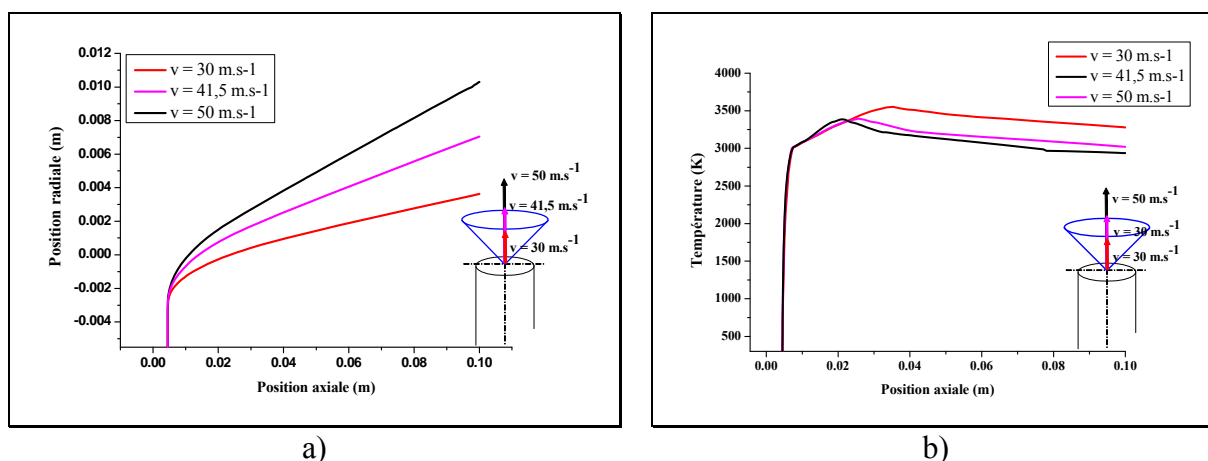 0.012
0.010
0.008
0.006
0.004
0.002
0.000
-0.002
-0.004
Position radiale (m)
v = 30 m.s-1
v = 41,5 m.s-1
v = 50 m.s-1
v = 50 m.s-1
v = 41,5 m.s-1
v = 30 m.s-1
0.00 0.02 0.04 0.06 0.08 0.10
Position axiale (m)
a)
4000
3500
3000
2500
2000
1500
1000
500
Température (K)
v = 30 m.s-1
v = 41,5 m.s-1
v = 50 m.s-1
v = 50 m.s-1
v = 30 m.s-1
v = 30 m.s-1
0.00 0.02 0.04 0.06 0.08 0.10
Position axiale (m)
b)